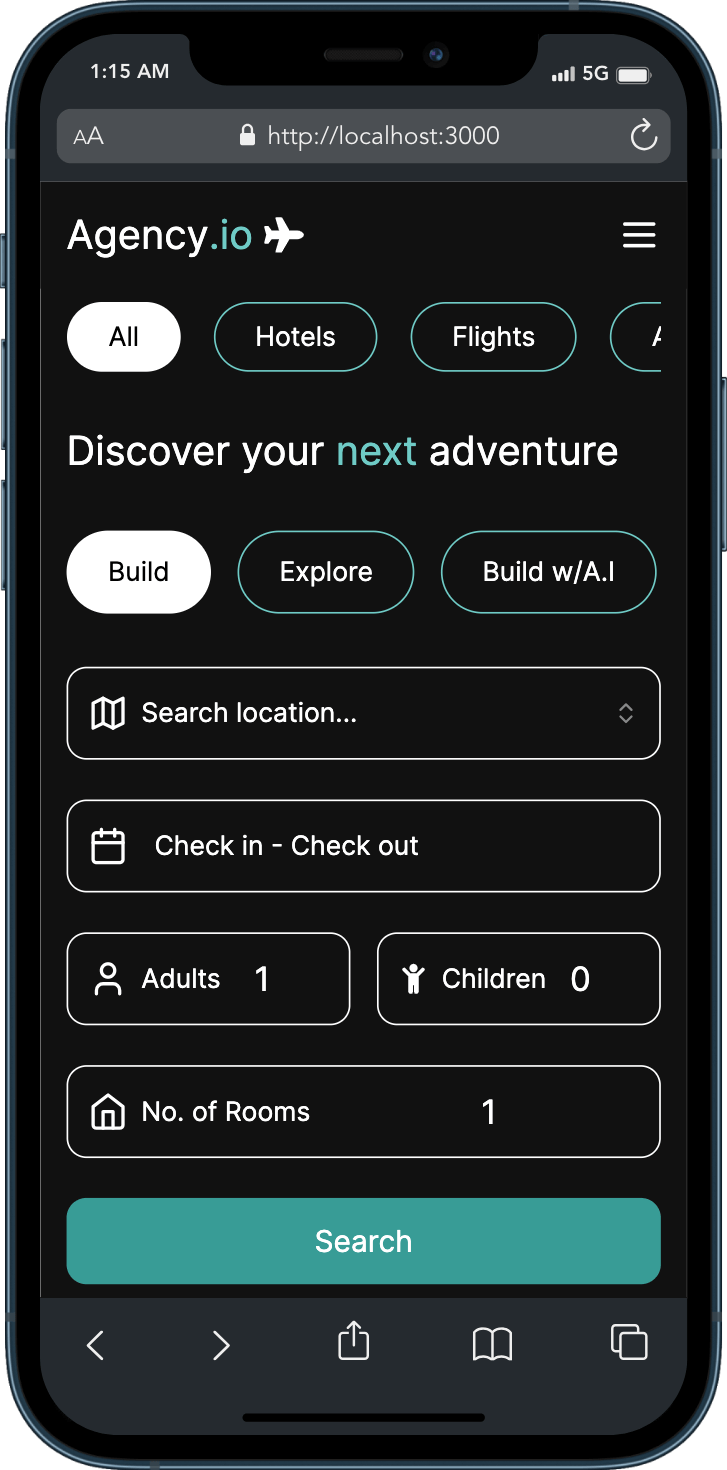 1:15 AM 5G
AA http://localhost:3000
Agency.io
All Hotels Flights
Discover your next adventure
Build Explore Build w/A.I
Search location...
Check in - Check out
Adults 1 Children 0
No. of Rooms 1
Search